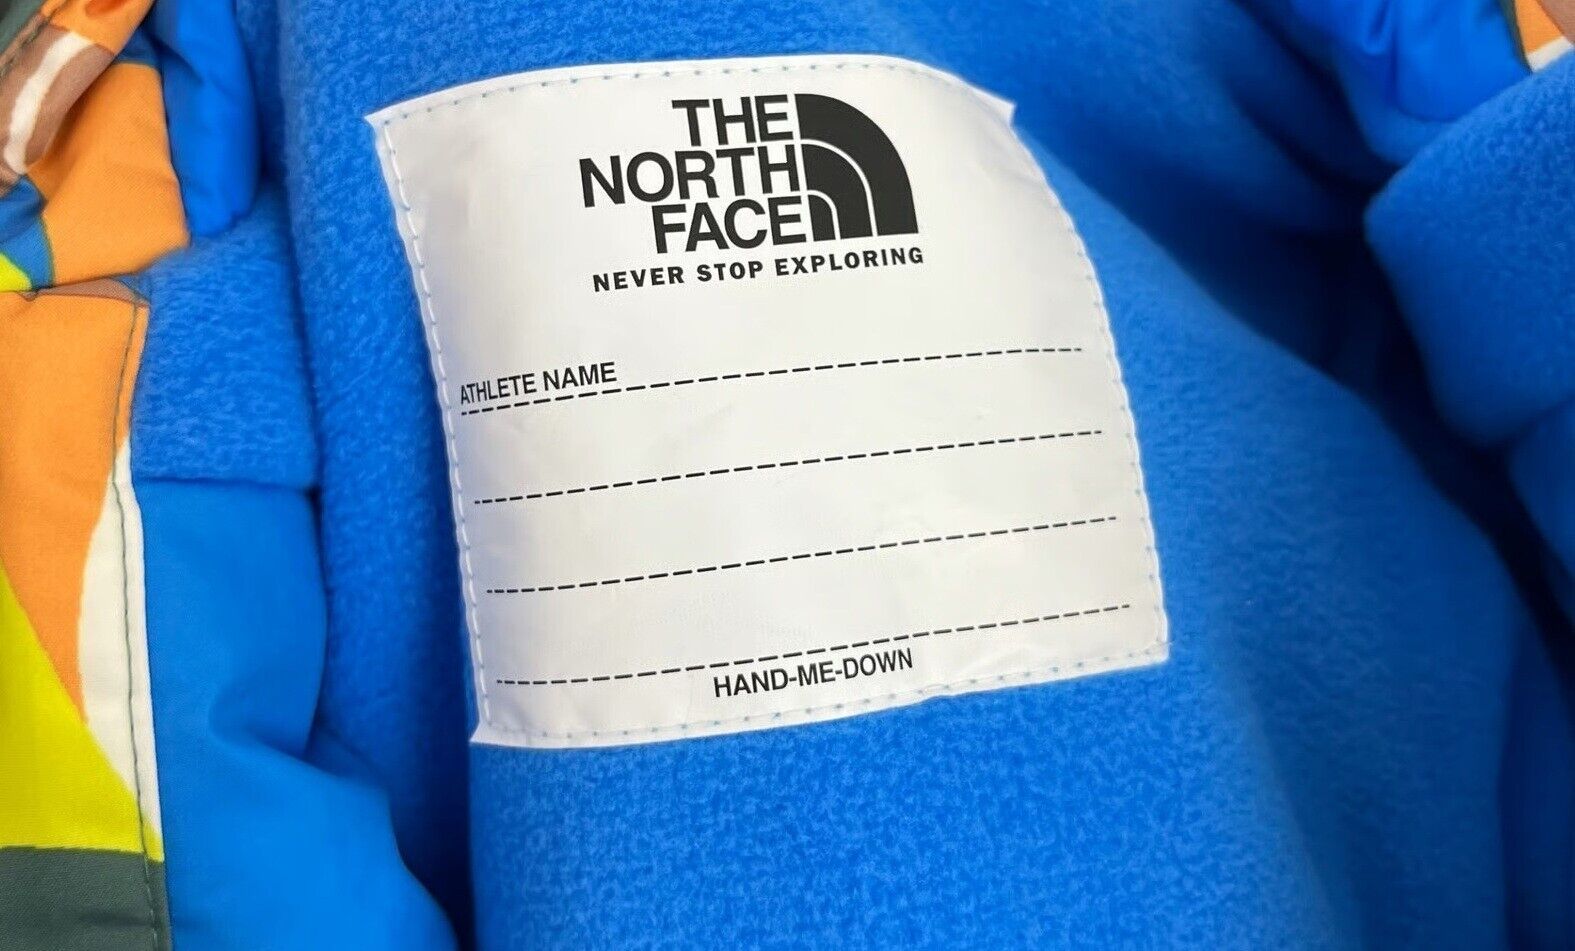 THE
NORTH
FACE
NEVER STOP EXPLORING
ATHLETE NAME
HAND-ME-DOWN